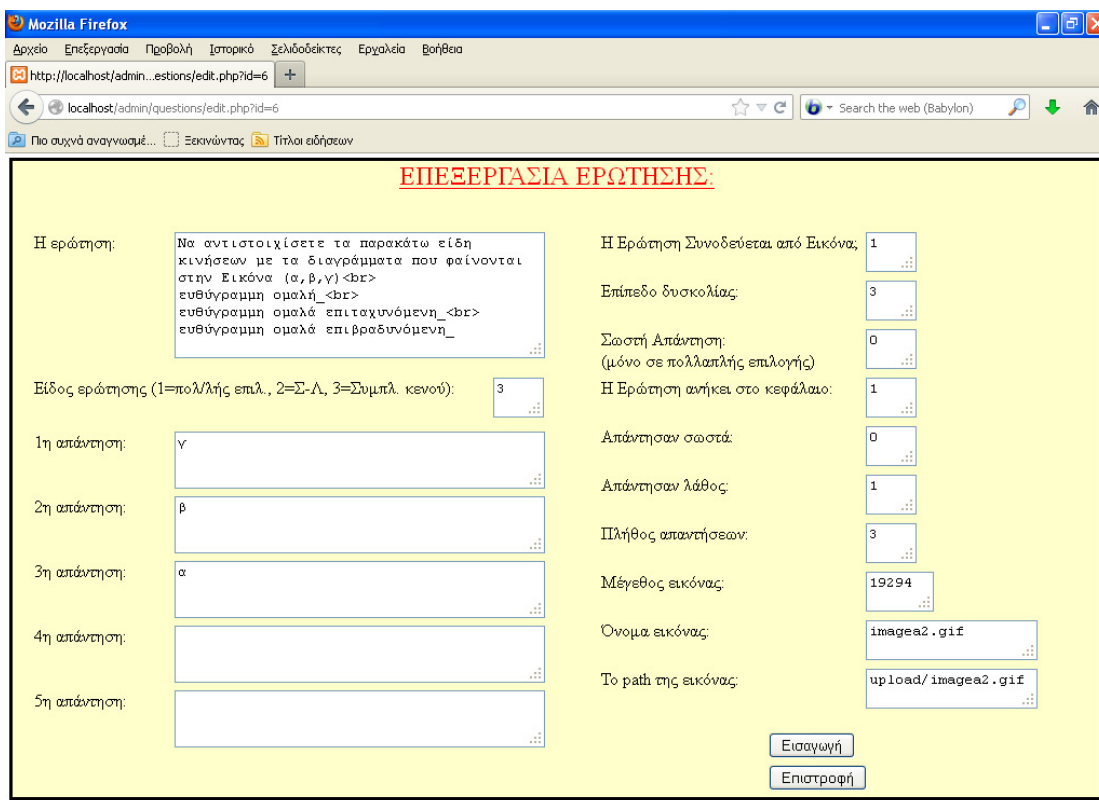 Mozilla Firefox
Αρχείο Επεξεργασία Προβολή Ιστορικό Σελιδοδείκτες Εργαλεία Βοήθεια
http://localhost/admin...estions/edit.php?id=6 +
localhost/admin/questions/edit.php?id=6 Search the web (Babylon)
Πιο συχνά αναγνωσμέ... Ξεκινώντας Τίτλοι ειδήσεων
ΕΠΕΞΕΡΓΑΣΙΑ ΕΡΩΤΗΣΗΣ:
Η ερώτηση:
Να αντιστοιχίσετε τα παρακάτω είδη
κινήσεων με τα διαγράμματα που φαίνονται
στην Εικόνα (α,β,γ)<br>
ευθύγραμμη ομαλή_<br>
ευθύγραμμη ομαλά επιταχυνόμενη_<br>
ευθύγραμμη ομαλά επιβραδυνόμενη_
Είδος ερώτησης (1=πολ/λής επιλ., 2=Σ-Λ, 3=Συμπλ. κενού): 3
1η απάντηση: γ
2η απάντηση: β
3η απάντηση: α
4η απάντηση:
5η απάντηση:
Η Ερώτηση Συνοδεύεται από Εικόνα; 1
Επίπεδο δυσκολίας: 3
Σωστή Απάντηση: 0
(μόνο σε πολλαπλής επιλογής)
Η Ερώτηση ανήκει στο κεφάλαιο: 1
Απάντησαν σωστά: 0
Απάντησαν λάθος: 1
Πλήθος απαντήσεων: 3
Μέγεθος εικόνας: 19294
Όνομα εικόνας: imagea2.gif
Το path της εικόνας: upload/imagea2.gif
Εισαγωγή
Επιστροφή